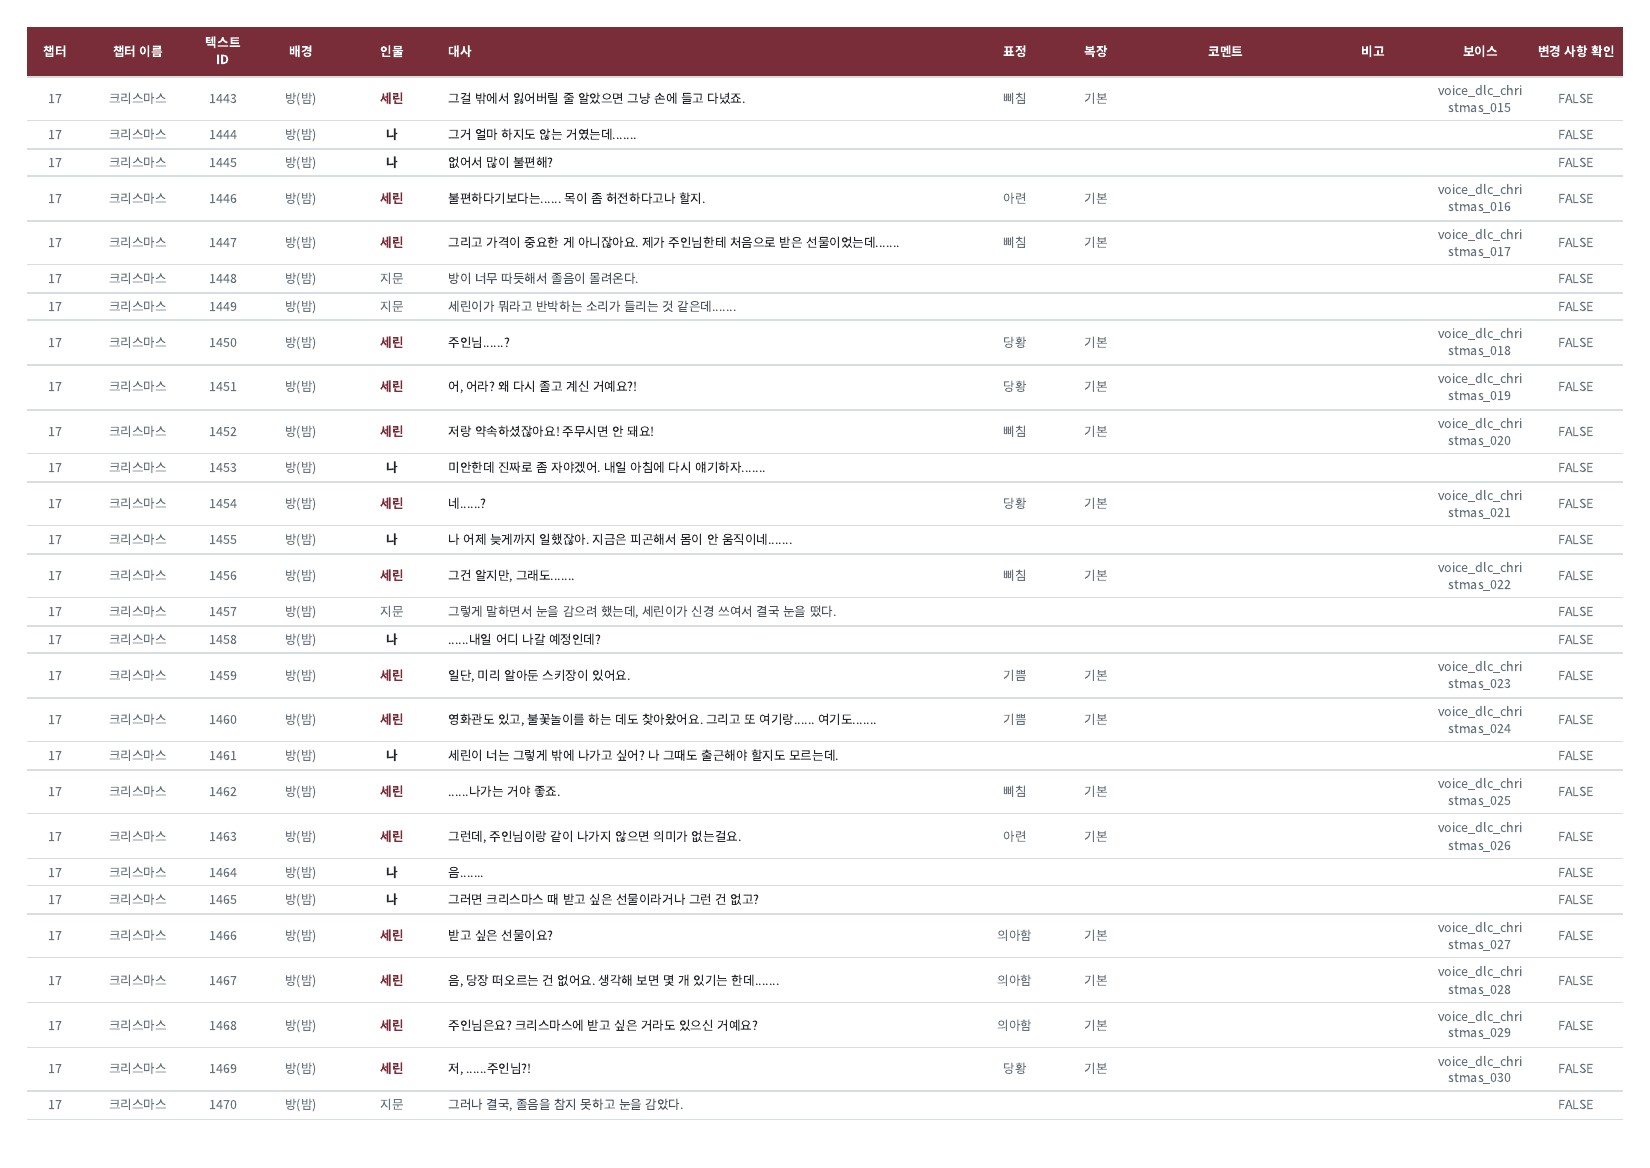 챕터 챕터 이름 텍스트 ID 배경 인물 대사 표정 복장 코멘트 비고 보이스 변경 사항 확인
17 크리스마스 1443 방(밤) 세린 그걸 밖에서 잃어버릴 줄 알았으면 그냥 손에 들고 다녔죠. 삐침 기본 voice_dlc_christmas_015 FALSE
17 크리스마스 1444 방(밤) 나 그거 얼마 하지도 않는 거였는데....... FALSE
17 크리스마스 1445 방(밤) 나 없어서 많이 불편해? FALSE
17 크리스마스 1446 방(밤) 세린 불편하다기보다는...... 목이 좀 허전하다고나 할지. 아련 기본 voice_dlc_christmas_016 FALSE
17 크리스마스 1447 방(밤) 세린 그리고 가격이 중요한 게 아니잖아요. 제가 주인님한테 처음으로 받은 선물이었는데....... 삐침 기본 voice_dlc_christmas_017 FALSE
17 크리스마스 1448 방(밤) 지문 방이 너무 따듯해서 졸음이 몰려온다. FALSE
17 크리스마스 1449 방(밤) 지문 세린이가 뭐라고 반박하는 소리가 들리는 것 같은데....... FALSE
17 크리스마스 1450 방(밤) 세린 주인님......? 당황 기본 voice_dlc_christmas_018 FALSE
17 크리스마스 1451 방(밤) 세린 어, 어라? 왜 다시 졸고 계신 거예요?! 당황 기본 voice_dlc_christmas_019 FALSE
17 크리스마스 1452 방(밤) 세린 저랑 약속하셨잖아요! 주무시면 안 돼요! 삐침 기본 voice_dlc_christmas_020 FALSE
17 크리스마스 1453 방(밤) 나 미안한데 진짜로 좀 자야겠어. 내일 아침에 다시 얘기하자....... FALSE
17 크리스마스 1454 방(밤) 세린 네......? 당황 기본 voice_dlc_christmas_021 FALSE
17 크리스마스 1455 방(밤) 나 나 어제 늦게까지 일했잖아. 지금은 피곤해서 몸이 안 움직이네....... FALSE
17 크리스마스 1456 방(밤) 세린 그건 알지만, 그래도....... 삐침 기본 voice_dlc_christmas_022 FALSE
17 크리스마스 1457 방(밤) 지문 그렇게 말하면서 눈을 감으려 했는데, 세린이가 신경 쓰여서 결국 눈을 떴다. FALSE
17 크리스마스 1458 방(밤) 나 ......내일 어디 나갈 예정인데? FALSE
17 크리스마스 1459 방(밤) 세린 일단, 미리 알아둔 스키장이 있어요. 기쁨 기본 voice_dlc_christmas_023 FALSE
17 크리스마스 1460 방(밤) 세린 영화관도 있고, 불꽃놀이를 하는 데도 찾아왔어요. 그리고 또 여기랑...... 여기도....... 기쁨 기본 voice_dlc_christmas_024 FALSE
17 크리스마스 1461 방(밤) 나 세린이 너는 그렇게 밖에 나가고 싶어? 나 그때도 출근해야 할지도 모르는데. FALSE
17 크리스마스 1462 방(밤) 세린 ......나가는 거야 좋죠. 삐침 기본 voice_dlc_christmas_025 FALSE
17 크리스마스 1463 방(밤) 세린 그런데, 주인님이랑 같이 나가지 않으면 의미가 없는걸요. 아련 기본 voice_dlc_christmas_026 FALSE
17 크리스마스 1464 방(밤) 나 음....... FALSE
17 크리스마스 1465 방(밤) 나 그러면 크리스마스 때 받고 싶은 선물이라거나 그런 건 없고? FALSE
17 크리스마스 1466 방(밤) 세린 받고 싶은 선물이요? 의아함 기본 voice_dlc_christmas_027 FALSE
17 크리스마스 1467 방(밤) 세린 음, 당장 떠오르는 건 없어요. 생각해 보면 몇 개 있기는 한데....... 의아함 기본 voice_dlc_christmas_028 FALSE
17 크리스마스 1468 방(밤) 세린 주인님은요? 크리스마스에 받고 싶은 거라도 있으신 거예요? 의아함 기본 voice_dlc_christmas_029 FALSE
17 크리스마스 1469 방(밤) 세린 저, ......주인님?! 당황 기본 voice_dlc_christmas_030 FALSE
17 크리스마스 1470 방(밤) 지문 그러나 결국, 졸음을 참지 못하고 눈을 감았다. FALSE